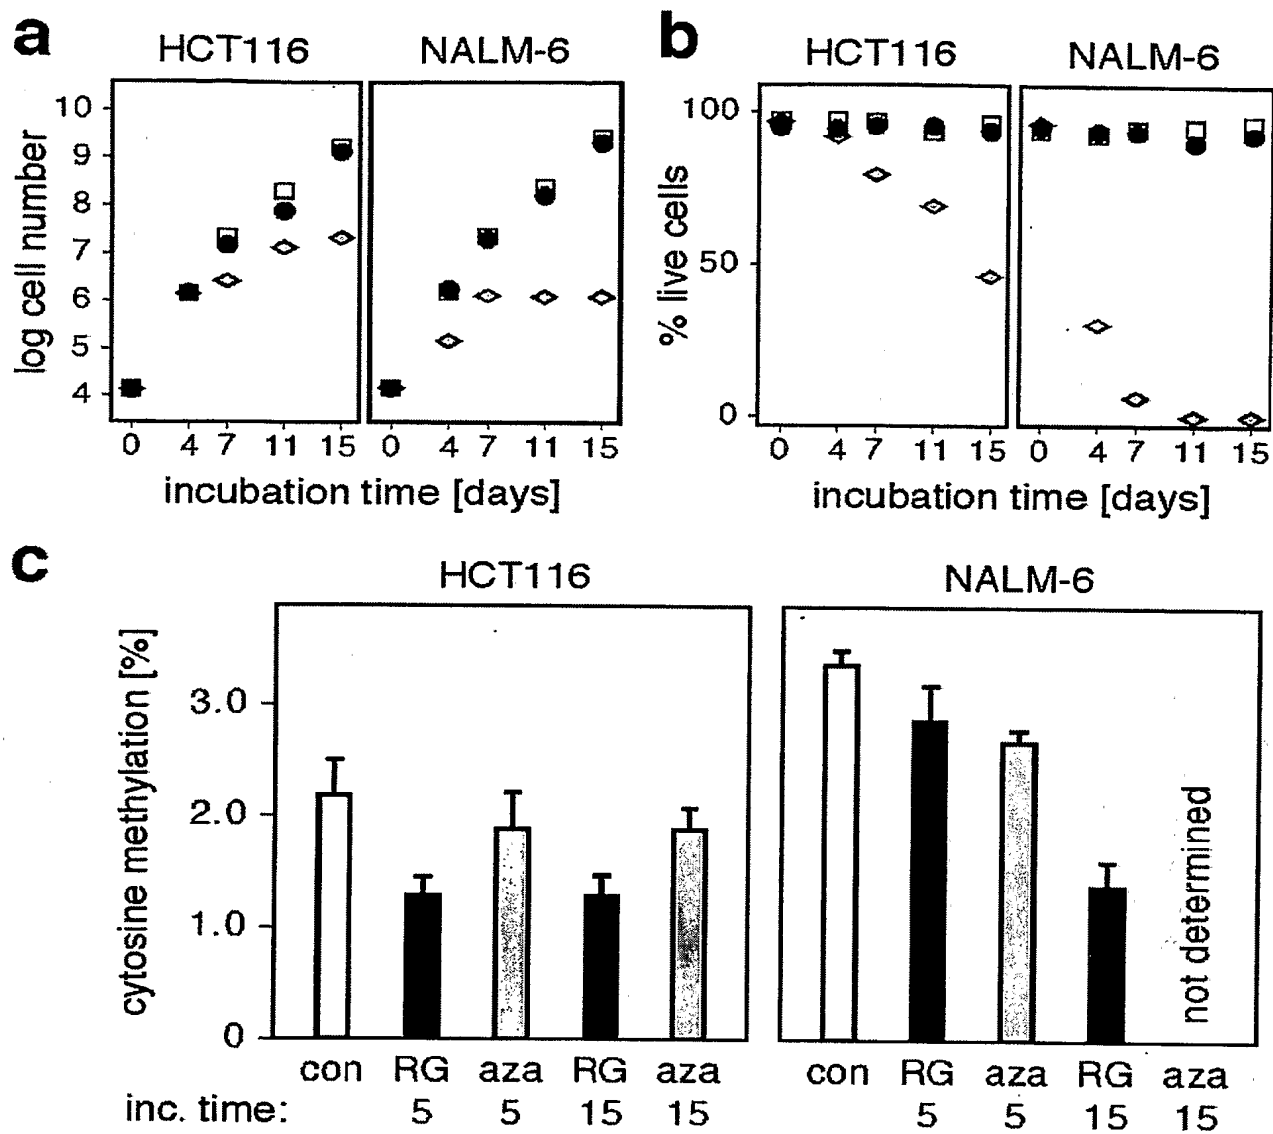 a
HCT116 NALM-6
log cell number
10
9
8
7
6
5
4
0 4 7 11 15 0 4 7 11 15
incubation time [days]
b
HCT116 NALM-6
% live cells
100
50
0
0 4 7 11 15 0 4 7 11 15
incubation time [days]
c
HCT116 NALM-6
cytosine methylation [%]
3.0
2.0
1.0
0
not determined
con RG aza RG aza con RG aza RG aza
inc. time: 5 5 15 15 5 5 15 15